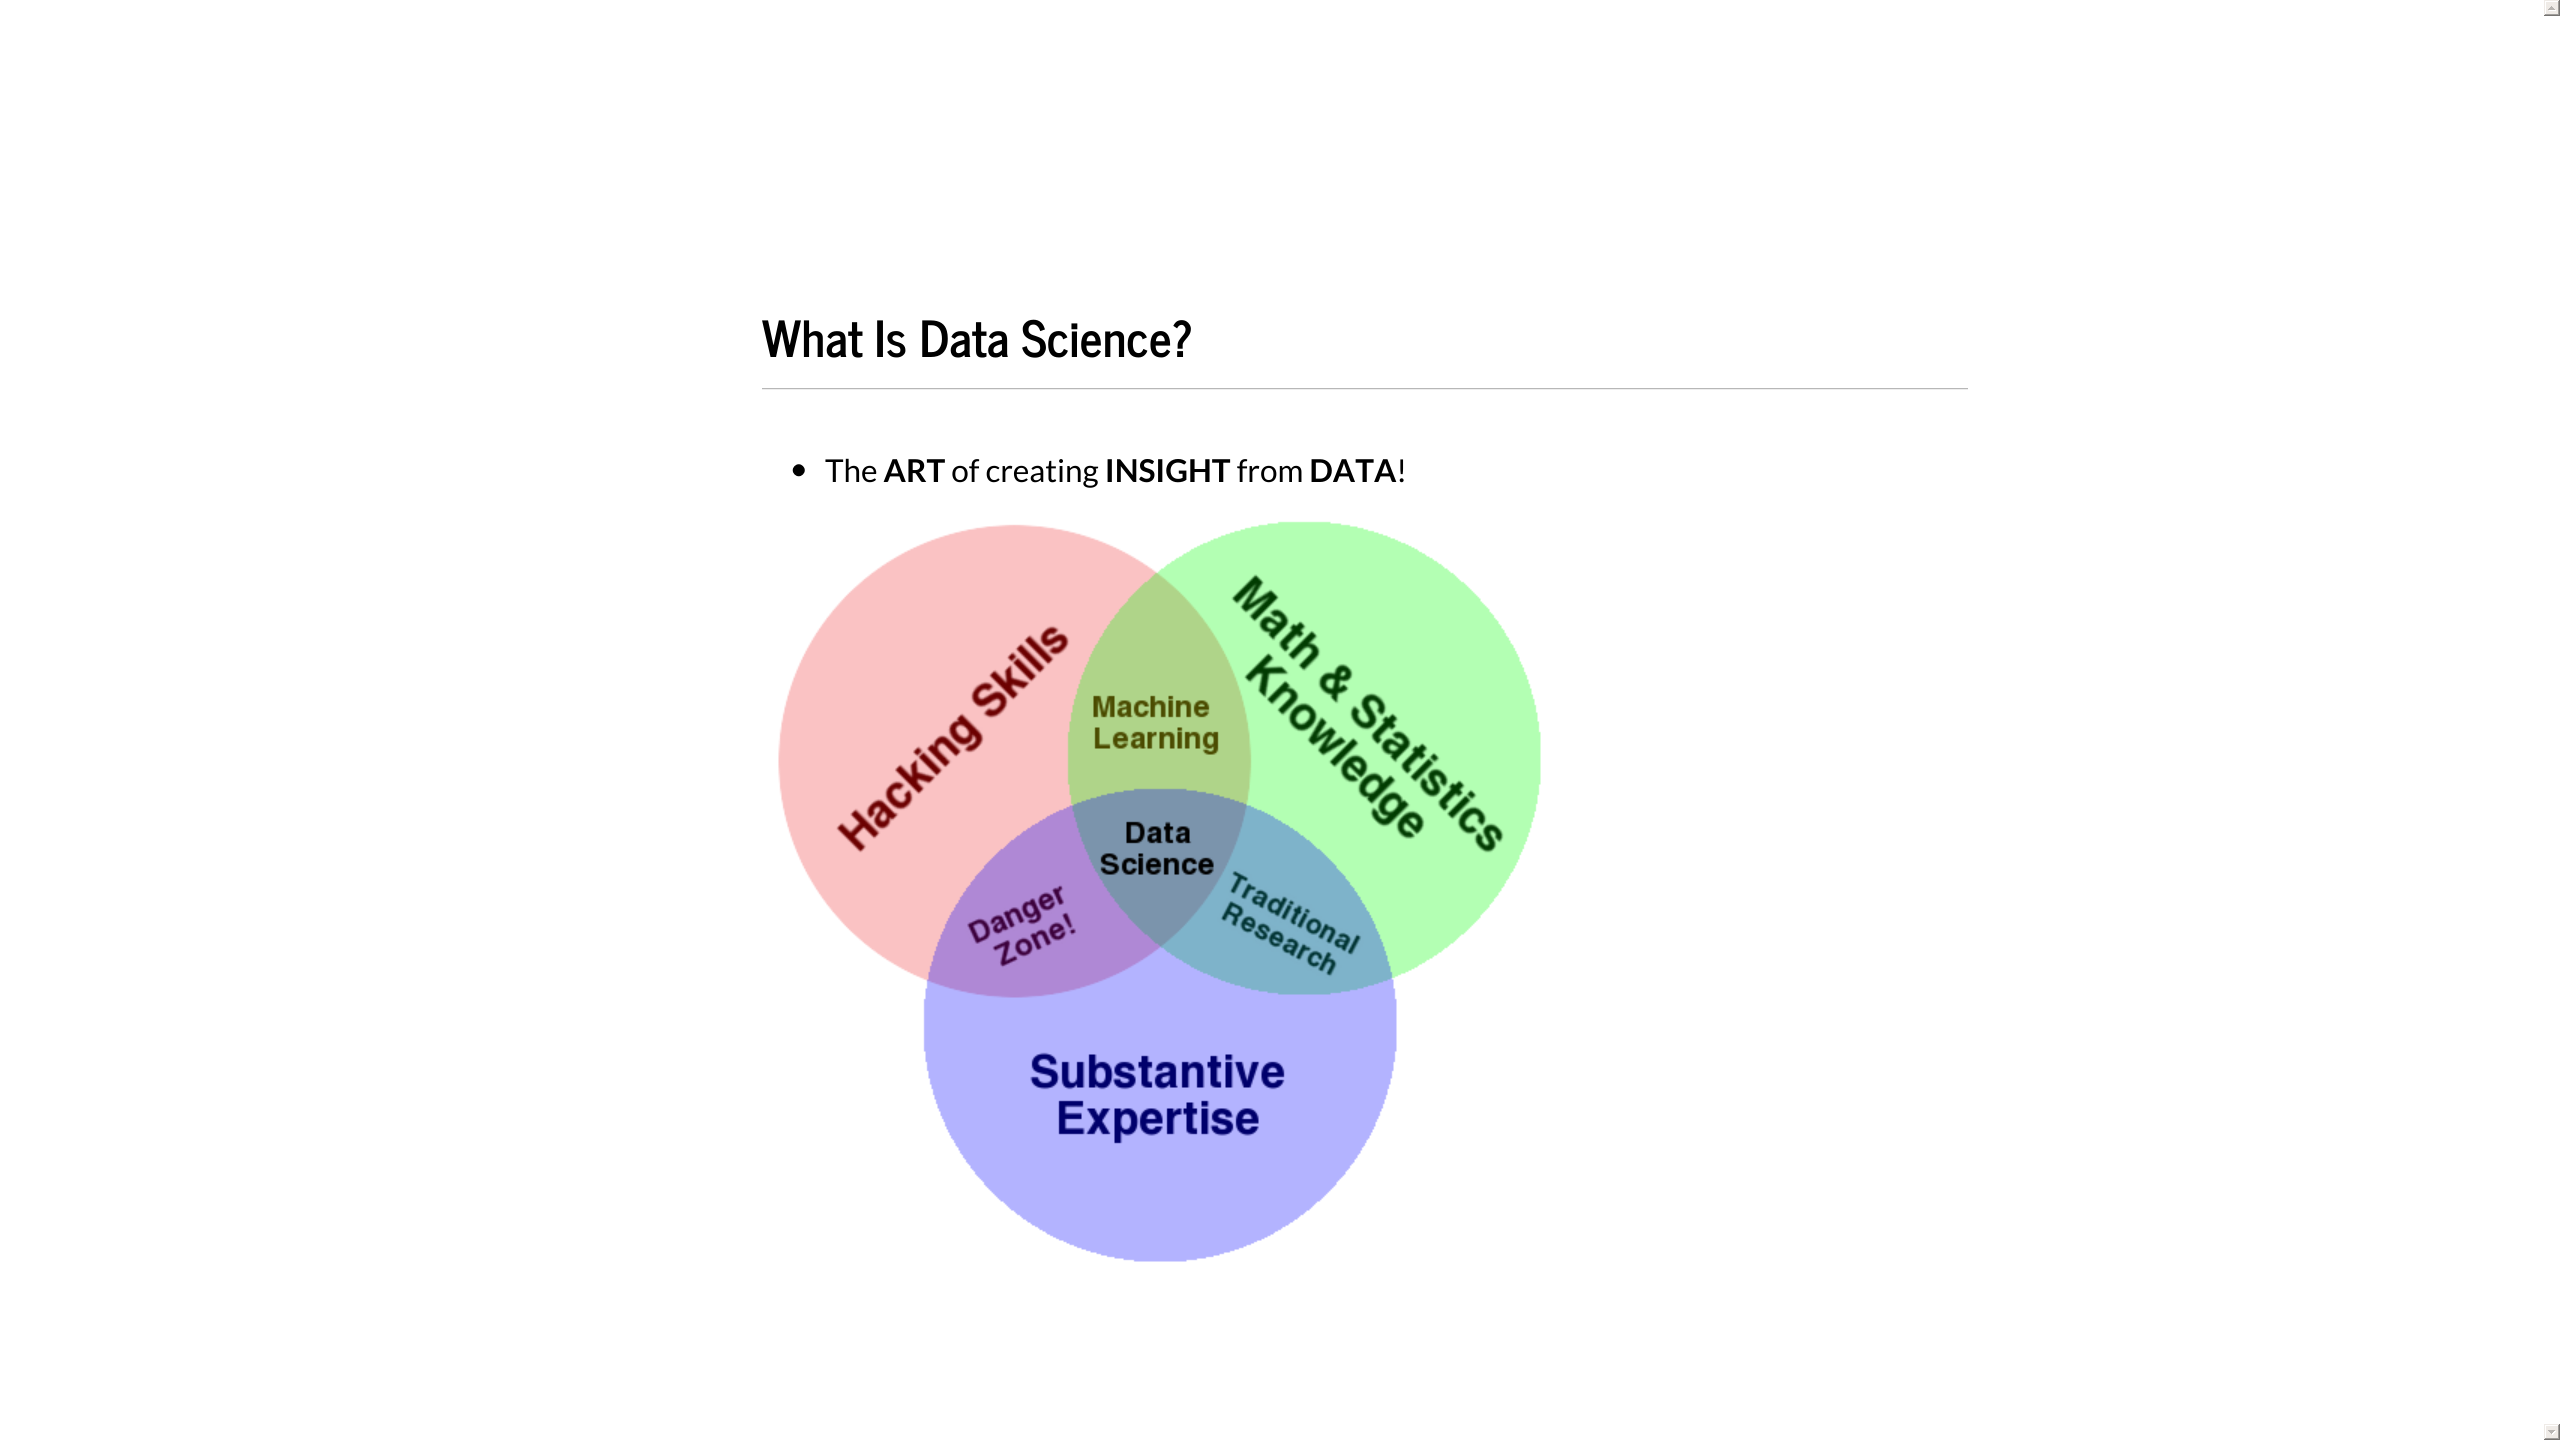 What Is Data Science?
The ART of creating INSIGHT from DATA!
Hacking Skills
Math & Statistics
Knowledge
Machine
Learning
Data
Science
Danger
Zone!
Traditional
Research
Substantive
Expertise